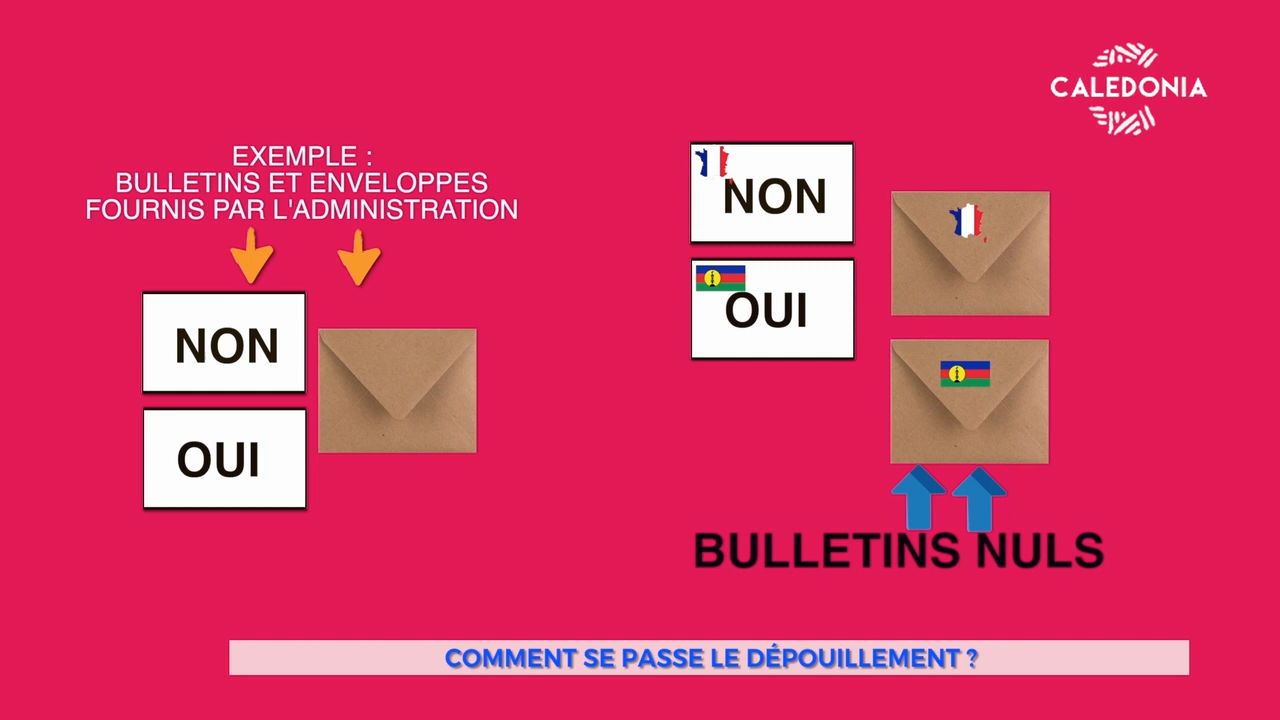 CALEDONIA
EXEMPLE :
BULLETINS ET ENVELOPPES
FOURNIS PAR L'ADMINISTRATION
NON
OUI
NON
OUI
BULLETINS NULS
COMMENT SE PASSE LE DÉPOUILLEMENT ?